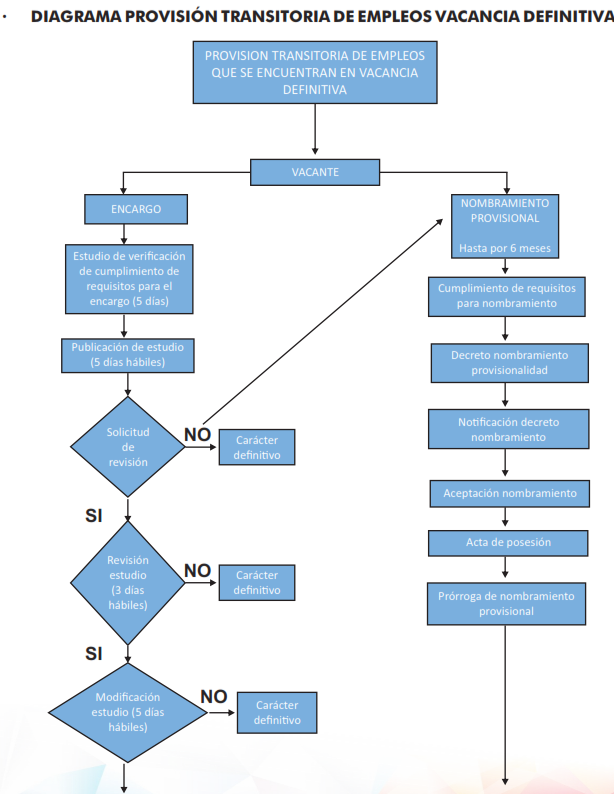 · DIAGRAMA PROVISIÓN TRANSITORIA DE EMPLEOS VACANCIA DEFINITIVA
PROVISION TRANSITORIA DE EMPLEOS
QUE SE ENCUENTRAN EN VACANCIA
DEFINITIVA
VACANTE
ENCARGO
Estudio de verificación
de cumplimiento de
requisitos para el
encargo (5 días)
Publicación de estudio
(5 días hábiles)
Solicitud
de
revisión
NO
Carácter
definitivo
SI
Revisión
estudio
(3 días
hábiles)
NO
Carácter
definitivo
SI
Modificación
estudio (5 días
hábiles)
NO
Carácter
definitivo
NOMBRAMIENTO
PROVISIONAL
Hasta por 6 meses
Cumplimiento de requisitos
para nombramiento
Decreto nombramiento
provisionalidad
Notificación decreto
nombramiento
Aceptación nombramiento
Acta de posesión
Prórroga de nombramiento
provisional